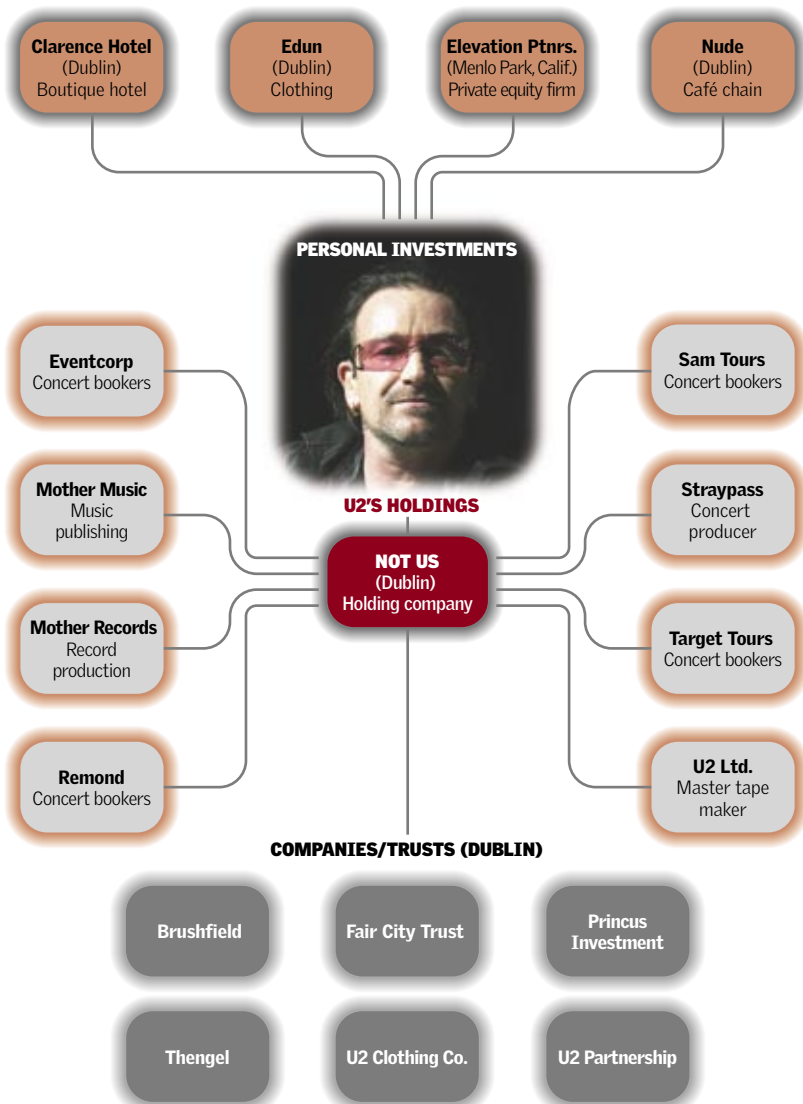 Clarence Hotel
(Dublin)
Boutique hotel
Edun
(Dublin)
Clothing
Elevation Ptnrs.
(Menlo Park, Calif.)
Private equity firm
Nude
(Dublin)
Café chain
PERSONAL INVESTMENTS
Eventcorp
Concert bookers
Sam Tours
Concert bookers
Mother Music
Music
publishing
Straypass
Concert
producer
U2'S HOLDINGS
NOT US
(Dublin)
Holding company
Mother Records
Record
production
Target Tours
Concert bookers
Remond
Concert bookers
U2 Ltd.
Master tape
maker
COMPANIES/TRUSTS (DUBLIN)
Brushfield
Fair City Trust
Princus
Investment
Thengel
U2 Clothing Co.
U2 Partnership